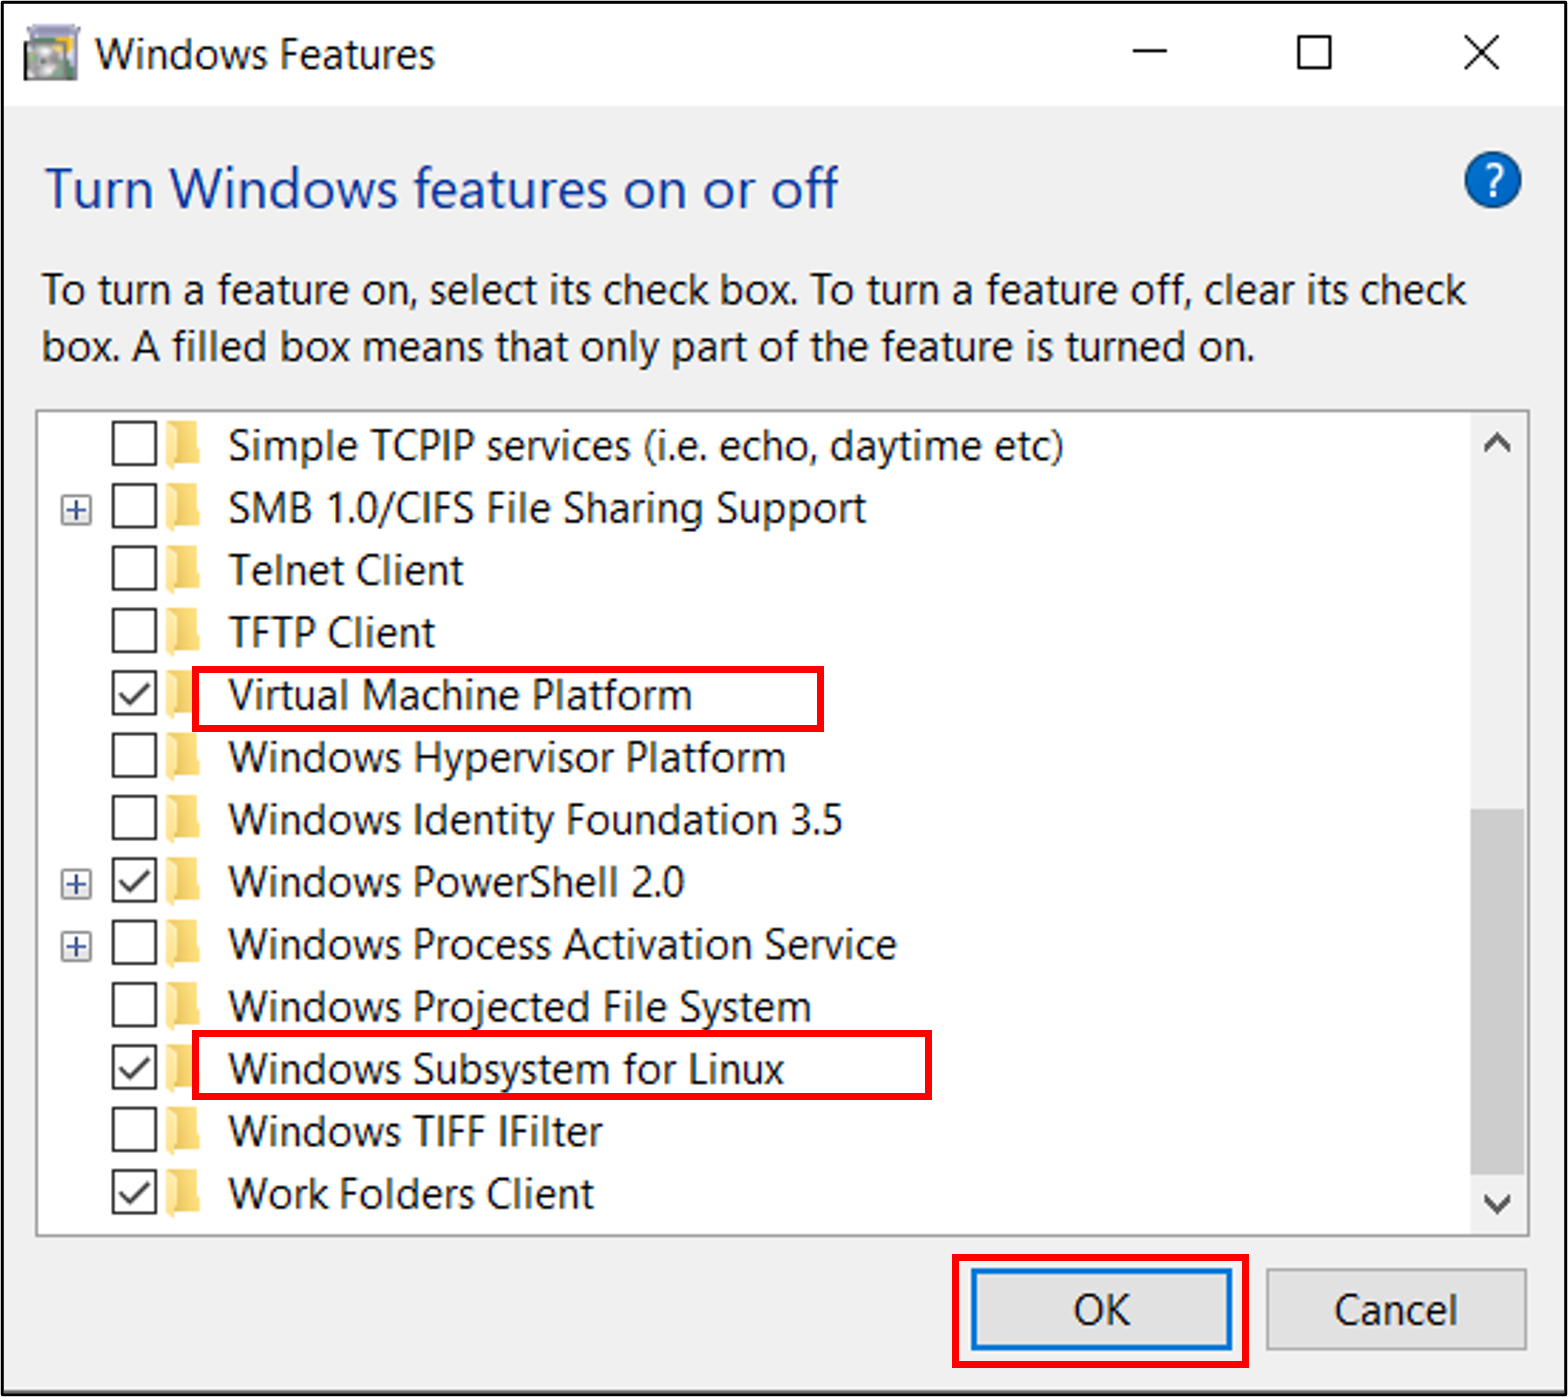 Windows Features
Turn Windows features on or off
?
To turn a feature on, select its check box. To turn a feature off, clear its check
box. A filled box means that only part of the feature is turned on.
Simple TCPIP services (i.e. echo, daytime etc)
SMB 1.0/CIFS File Sharing Support
Telnet Client
TFTP Client
Virtual Machine Platform
Windows Hypervisor Platform
Windows Identity Foundation 3.5
Windows PowerShell 2.0
Windows Process Activation Service
Windows Projected File System
Windows Subsystem for Linux
Windows TIFF IFilter
Work Folders Client
OK Cancel